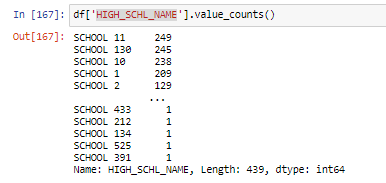 In [167]: df['HIGH_SCHL_NAME'].value_counts()
Out[167]: SCHOOL 11 249
SCHOOL 130 245
SCHOOL 10 238
SCHOOL 1 209
SCHOOL 2 129
...
SCHOOL 433 1
SCHOOL 212 1
SCHOOL 134 1
SCHOOL 525 1
SCHOOL 391 1
Name: HIGH_SCHL_NAME, Length: 439, dtype: int64